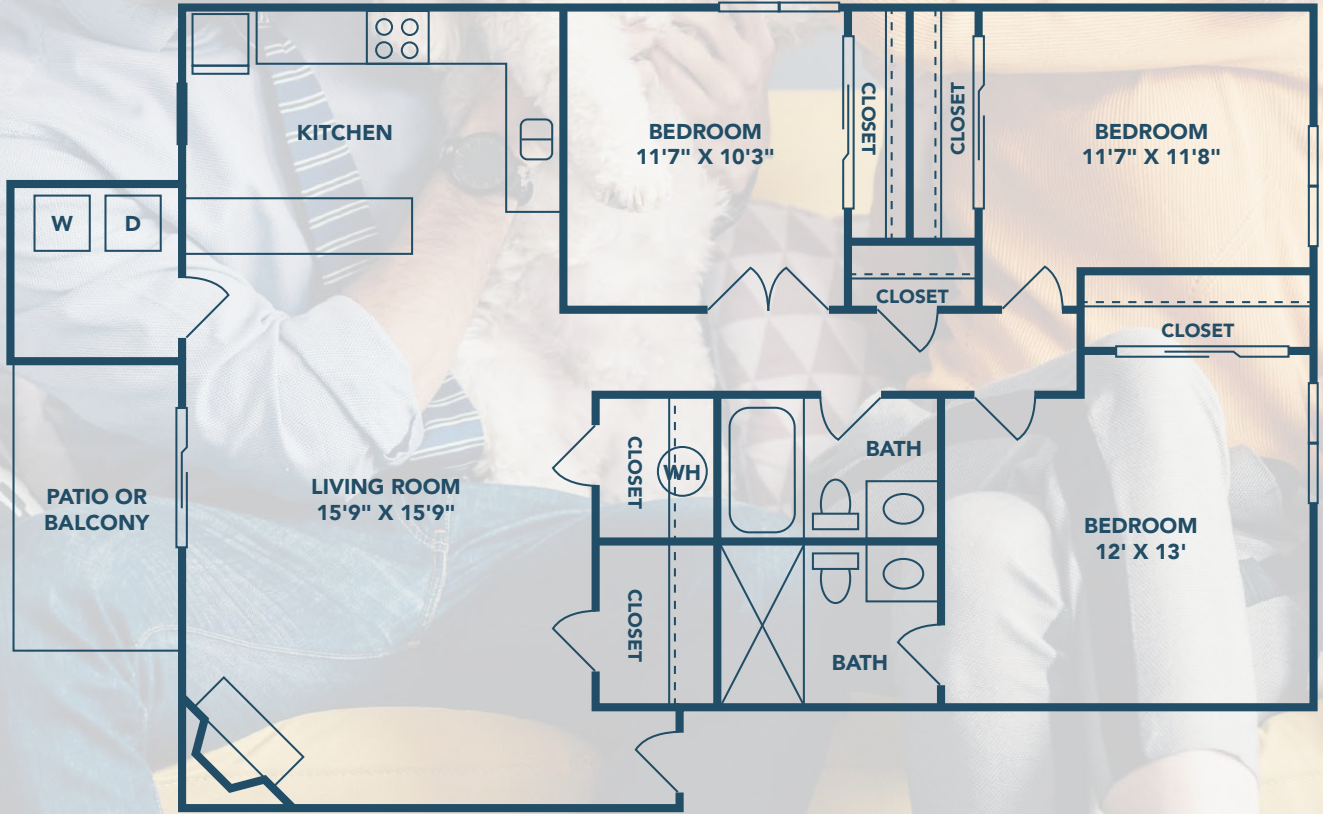 KITCHEN
BEDROOM
11'7" X 10'3"
CLOSET
CLOSET
BEDROOM
11'7" X 11'8"
W
D
CLOSET
CLOSET
PATIO OR
BALCONY
LIVING ROOM
15'9" X 15'9"
CLOSET
WH
BATH
BEDROOM
12' X 13'
CLOSET
BATH